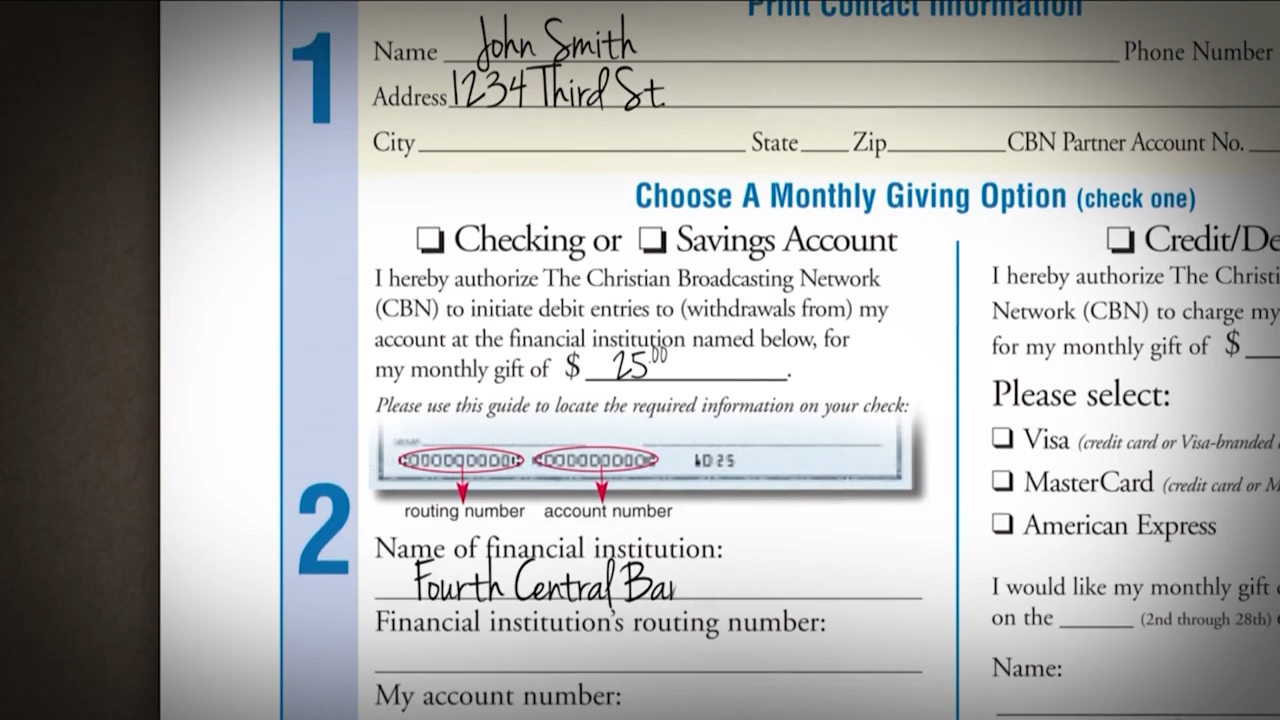 Print Contact Information
Name John Smith Phone Number
Address 1234 Third St.
City State Zip CBN Partner Account No.
Choose A Monthly Giving Option (check one)
Checking or Savings Account
I hereby authorize The Christian Broadcasting Network
(CBN) to initiate debit entries to (withdrawals from) my
account at the financial institution named below, for
my monthly gift of $ 25.00.
Please use this guide to locate the required information on your check:
1025
routing number account number
Name of financial institution:
Fourth Central Ba
Financial institution's routing number:
My account number:
Credit/De
I hereby authorize The Christi
Network (CBN) to charge my
for my monthly gift of $
Please select:
Visa (credit card or Visa-branded
MasterCard (credit card or M
American Express
I would like my monthly gift
on the (2nd through 28th)
Name:
1
2